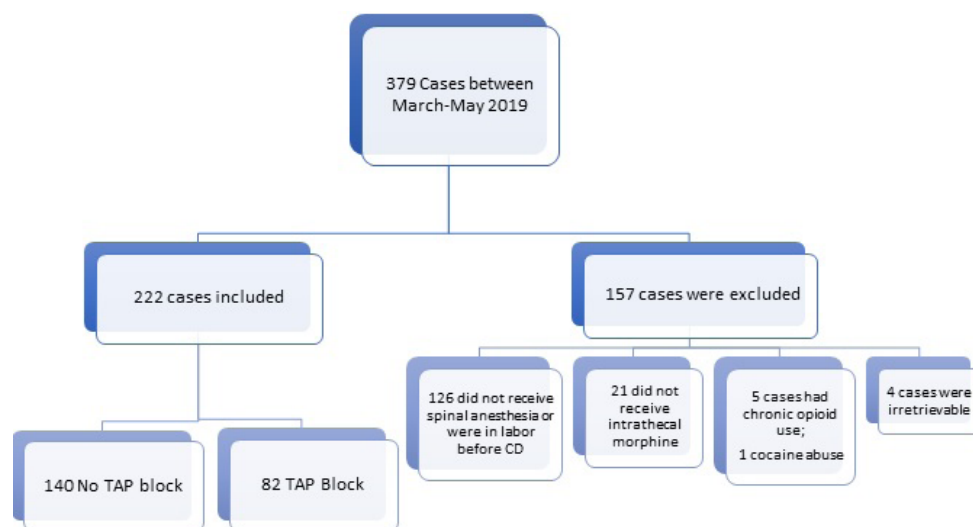 379 Cases between
March-May 2019
222 cases included
157 cases were excluded
126 did not receive
spinal anesthesia or
were in labor
before CD
21 did not
receive
intrathecal
morphine
5 cases had
chronic opioid
use;
1 cocaine abuse
4 cases were
irretrievable
140 No TAP block
82 TAP Block